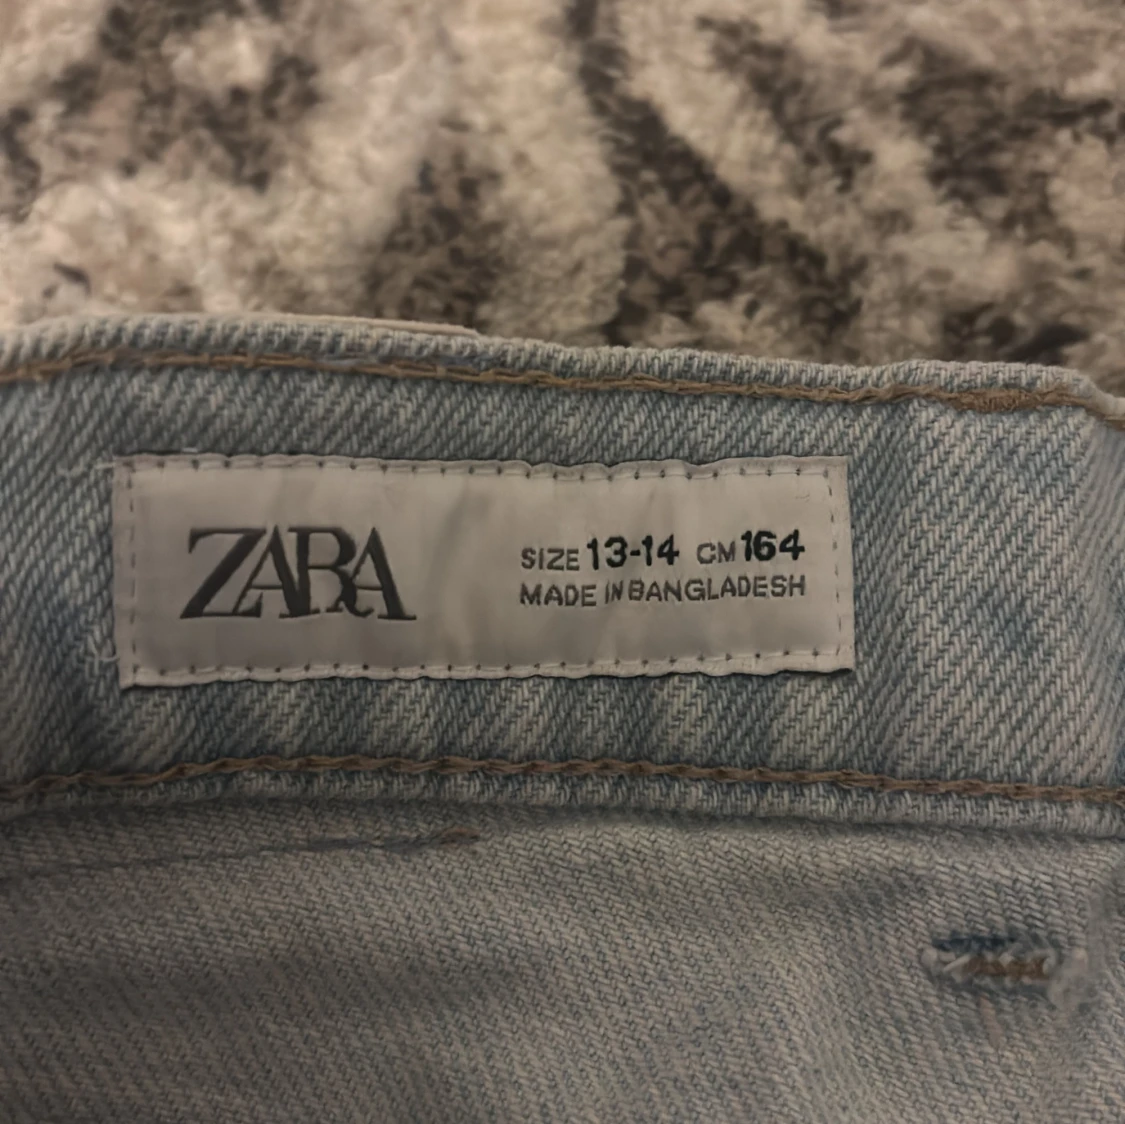 ZARA
SIZE 13-14 CM 164
MADE IN BANGLADESH